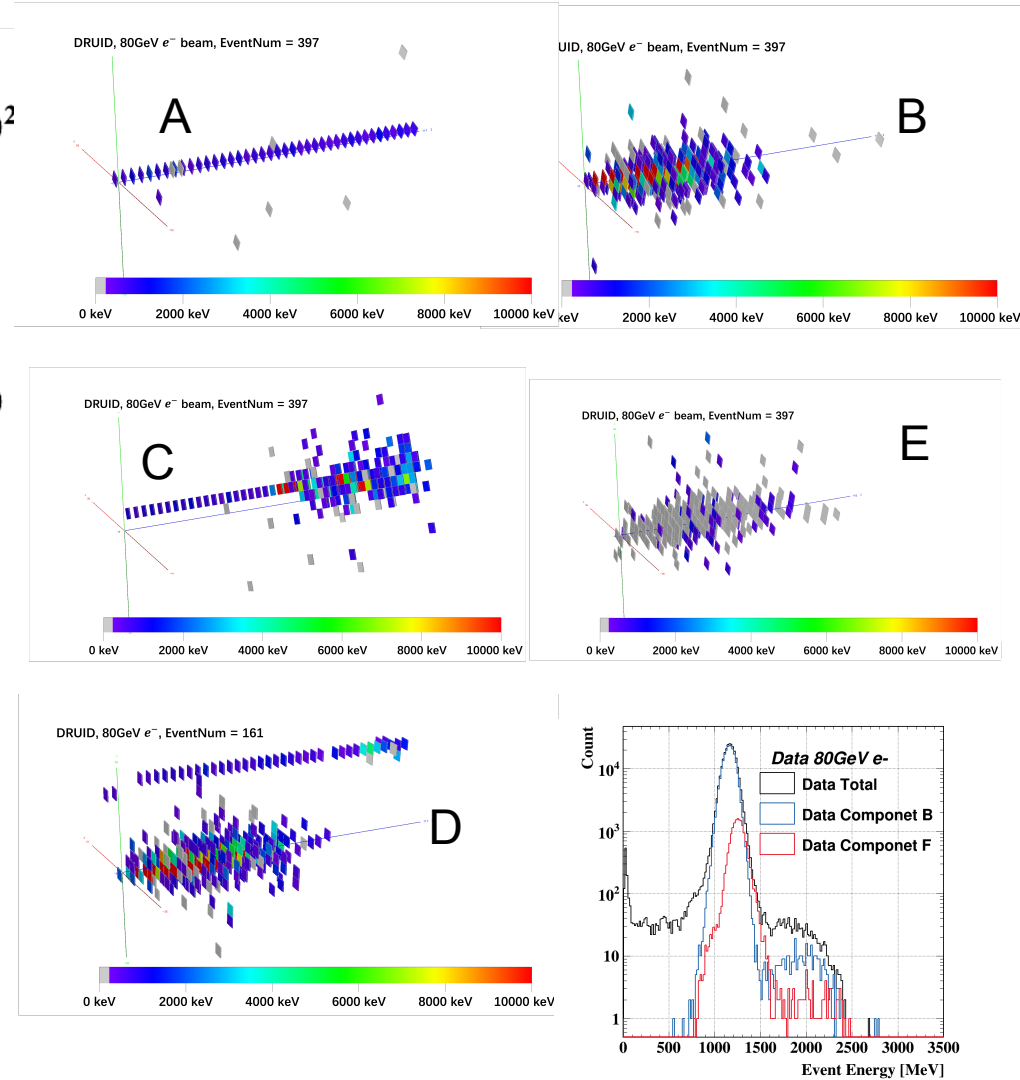 2
DRUID, 80GeV e⁻ beam, EventNum = 397
A
0 keV 2000 keV 4000 keV 6000 keV 8000 keV 10000 keV
UID, 80GeV e⁻ beam, EventNum = 397
B
keV 2000 keV 4000 keV 6000 keV 8000 keV 10000 keV
DRUID, 80GeV e⁻ beam, EventNum = 397
C
0 keV 2000 keV 4000 keV 6000 keV 8000 keV 10000 keV
DRUID, 80GeV e⁻ beam, EventNum = 397
E
0 keV 2000 keV 4000 keV 6000 keV 8000 keV 10000 keV
DRUID, 80GeV e⁻, EventNum = 161
D
0 keV 2000 keV 4000 keV 6000 keV 8000 keV 10000 keV
Count
10⁴
10³
10²
10
1
Data 80GeV e-
Data Total
Data Componet B
Data Componet F
0 500 1000 1500 2000 2500 3000 3500
Event Energy [MeV]